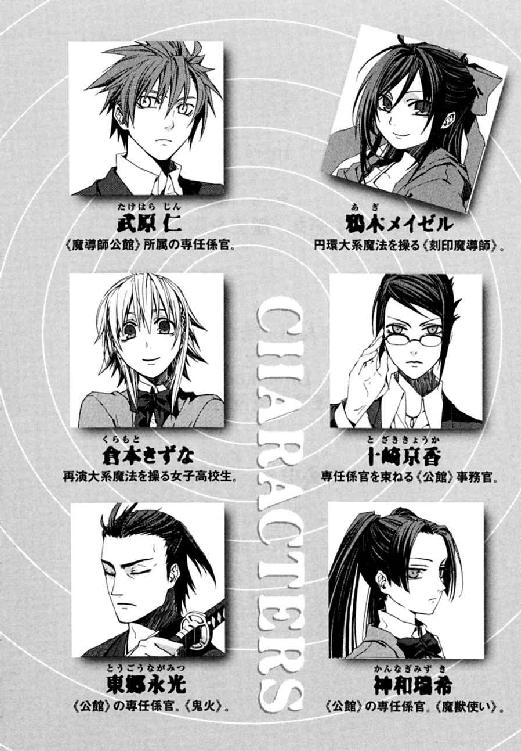 たけはら じん
武原 仁
《魔導師公館》所属の専任係官。
あぎ
鴉木メイゼル
円環大系魔法を操る《刻印魔導師》。
くらもと
倉本きずな
再演大系魔法を操る女子高校生。
とざききょうか
十崎京香
専任係官を束ねる《公館》事務官。
CHARACTERS
とうごうながみつ
東郷永光
《公館》の専任係官。《鬼火》。
かんなぎみずき
神和瑞希
《公館》の専任係官。《魔獣使い》。